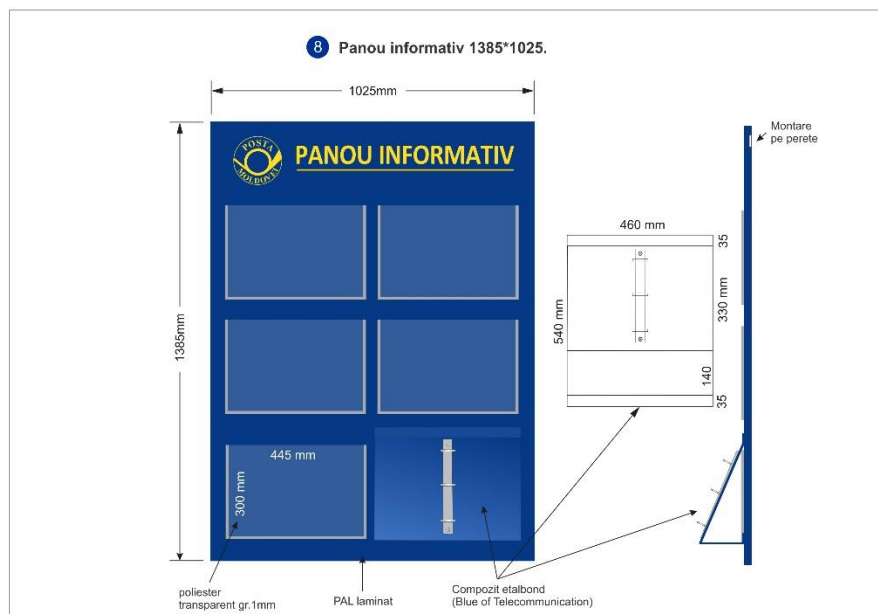 8 Panou informativ 1385*1025.
1025mm
Montare
pe perete
POSTA
MOLDOVEI
PANOU INFORMATIV
460 mm
35
330 mm
540 mm
1385mm
140
35
445 mm
300 mm
poliester
transparent gr.1mm
PAL laminat
Compozit etalbond
(Blue of Telecommunication)